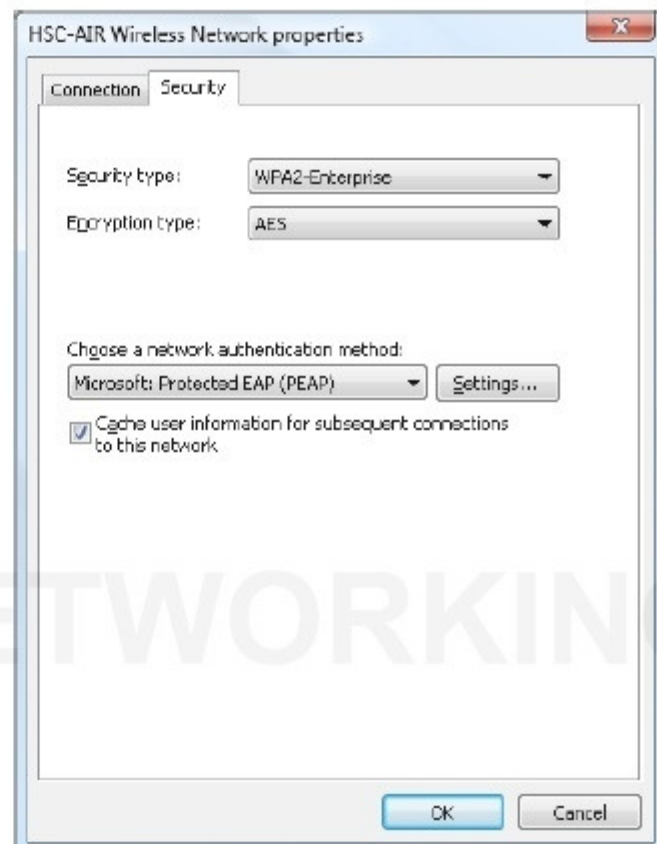 HSC-AIR Wireless Network properties
Connection Security
Security type: WPA2-Enterprise
Encryption type: AES
Choose a network authentication method:
Microsoft: Protected EAP (PEAP) Settings...
Cache user information for subsequent connections
to this network
ETWORKING
OK Cancel